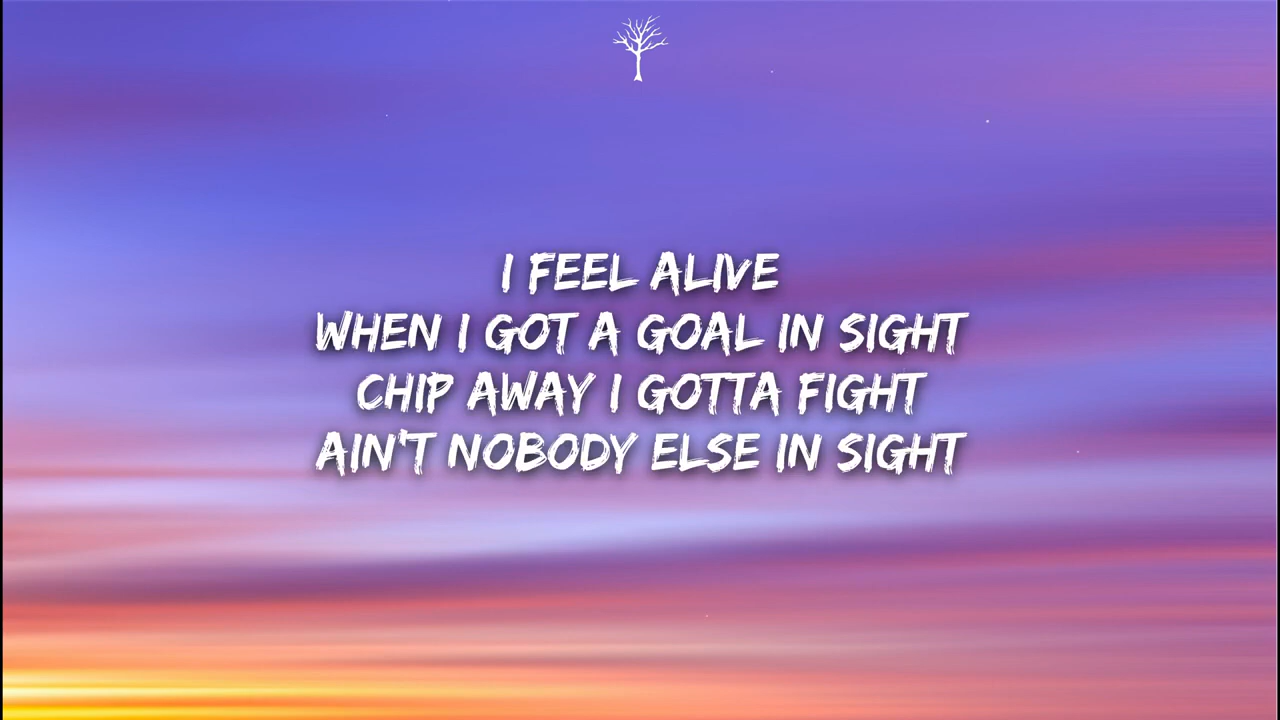 I FEEL ALIVE
WHEN I GOT A GOAL IN SIGHT
CHIP AWAY I GOTTA FIGHT
AIN'T NOBODY ELSE IN SIGHT